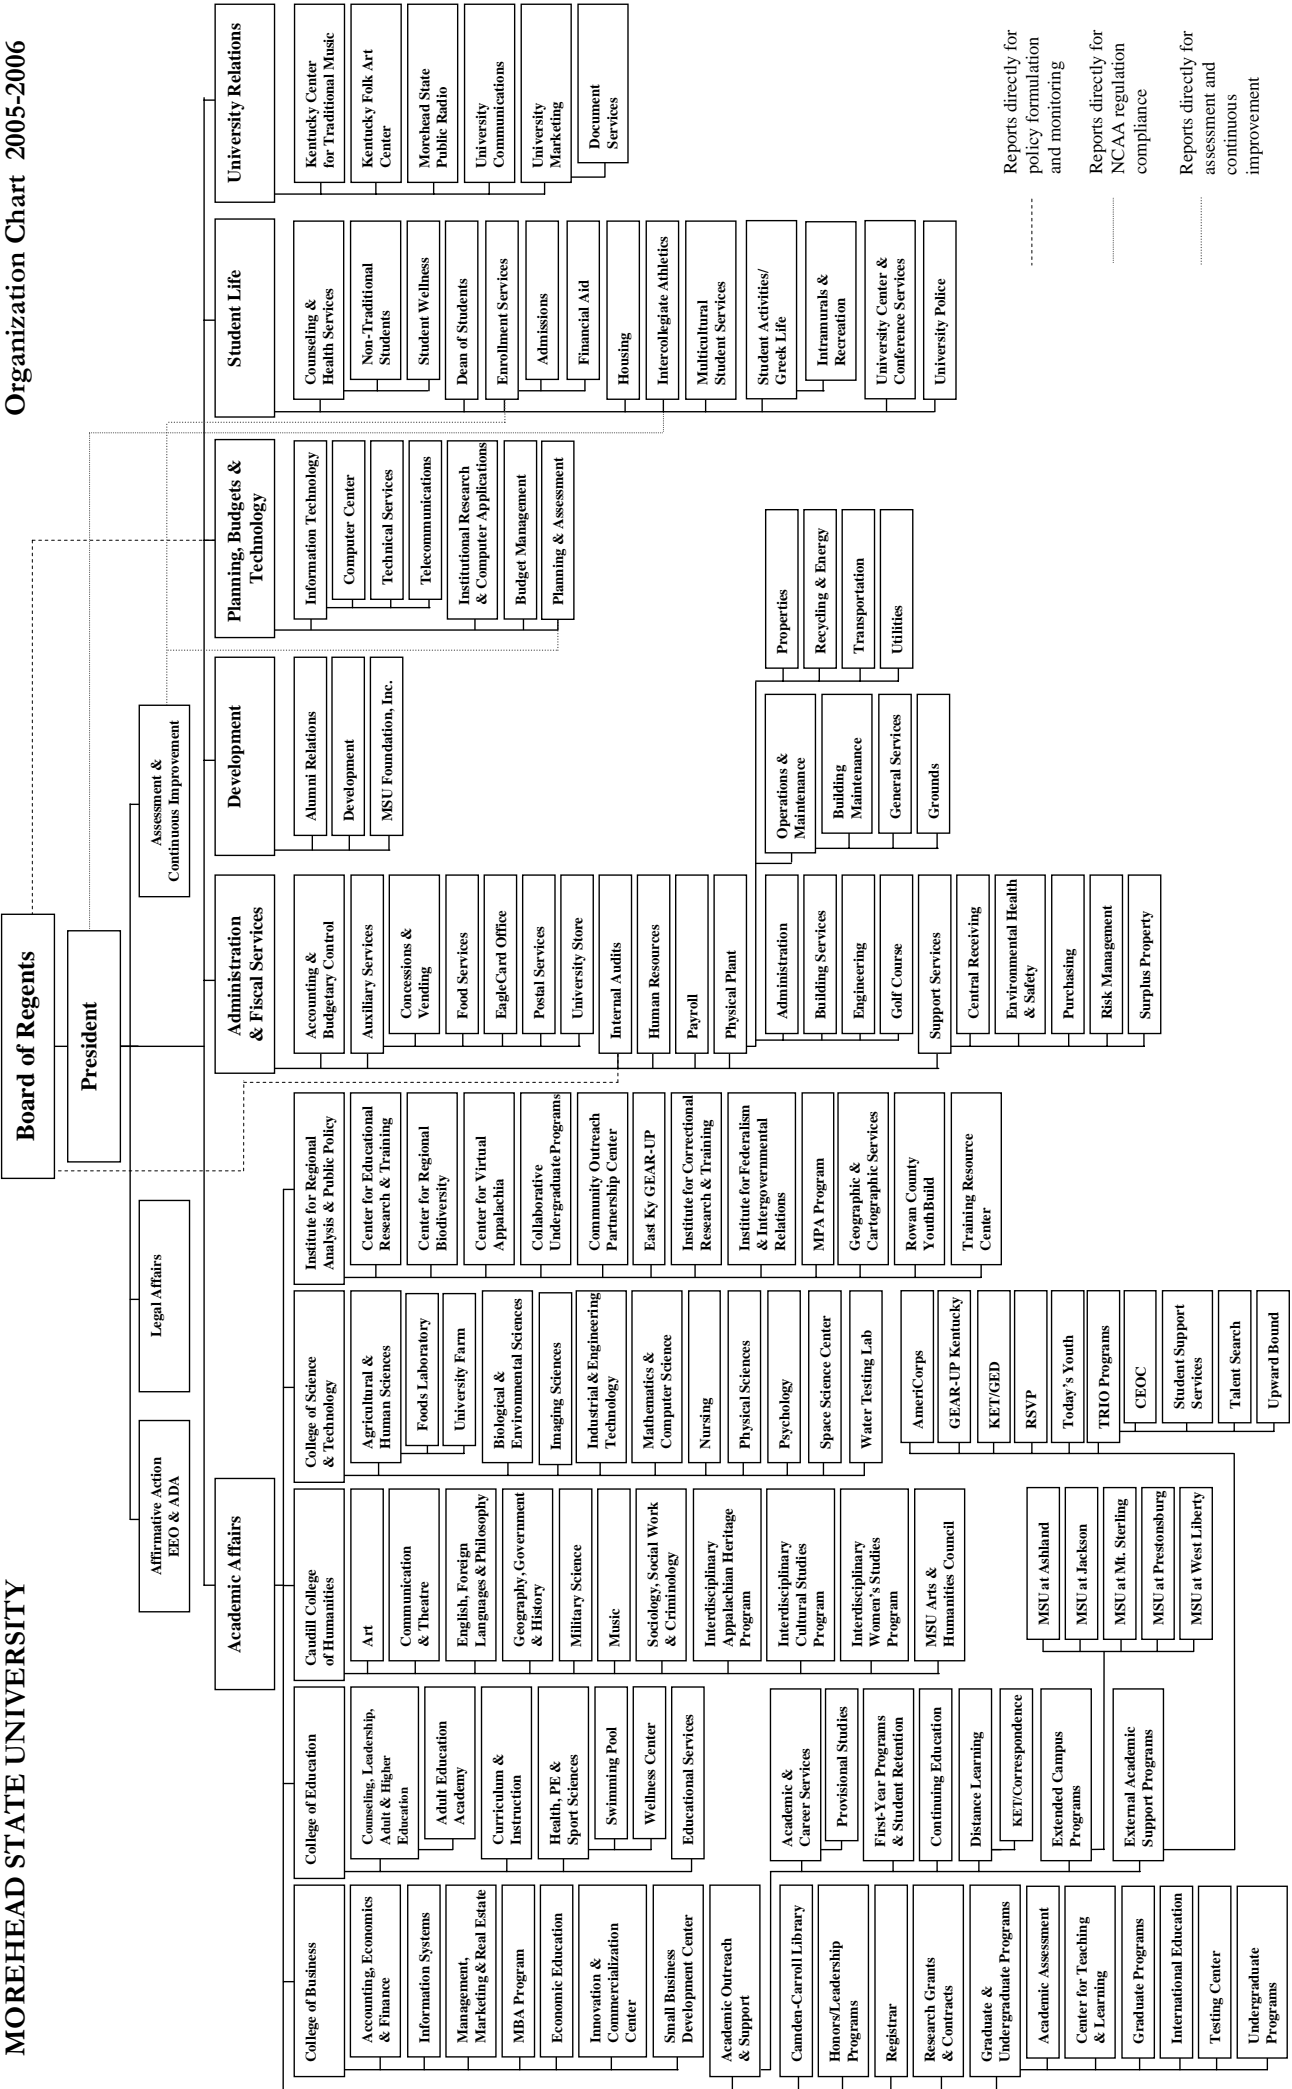 MOREHEAD STATE UNIVERSITY
Organization Chart 2005-2006
Board of Regents
President
Affirmative Action
EEO & ADA
Legal Affairs
Assessment &
Continuous Improvement
Academic Affairs
Administration
& Fiscal Services
Development
Planning, Budgets &
Technology
Student Life
University Relations
College of Business
Accounting, Economics
& Finance
Information Systems
Management,
Marketing & Real Estate
MBA Program
Economic Education
Innovation &
Commercialization
Center
Small Business
Development Center
Academic Outreach
& Support
Camden-Carroll Library
Honors/Leadership
Programs
Registrar
Research Grants
& Contracts
Graduate &
Undergraduate Programs
Academic Assessment
Center for Teaching
& Learning
Graduate Programs
International Education
Testing Center
Undergraduate
Programs
College of Education
Counseling, Leadership,
Adult & Higher
Education
Adult Education
Academy
Curriculum &
Instruction
Health, PE &
Sport Sciences
Swimming Pool
Wellness Center
Educational Services
Academic &
Career Services
Provisional Studies
First-Year Programs
& Student Retention
Continuing Education
Distance Learning
KET/Correspondence
Extended Campus
Programs
External Academic
Support Programs
Caudill College
of Humanities
Art
Communication
& Theatre
English, Foreign
Languages & Philosophy
Geography, Government
& History
Military Science
Music
Sociology, Social Work
& Criminology
Interdisciplinary
Appalachian Heritage
Program
Interdisciplinary
Cultural Studies
Program
Interdisciplinary
Women's Studies
Program
MSU Arts &
Humanities Council
MSU at Ashland
MSU at Jackson
MSU at Mt. Sterling
MSU at Prestonsburg
MSU at West Liberty
College of Science
& Technology
Agricultural &
Human Sciences
Foods Laboratory
University Farm
Biological &
Environmental Sciences
Imaging Sciences
Industrial & Engineering
Technology
Mathematics &
Computer Science
Nursing
Physical Sciences
Psychology
Space Science Center
Water Testing Lab
AmeriCorps
GEAR-UP Kentucky
KET/GED
RSVP
Today's Youth
TRIO Programs
CEOC
Student Support
Services
Talent Search
Upward Bound
Institute for Regional
Analysis & Public Policy
Center for Educational
Research & Training
Center for Regional
Biodiversity
Center for Virtual
Appalachia
Collaborative
Undergraduate Programs
Community Outreach
Partnership Center
East Ky GEAR-UP
Institute for Correctional
Research & Training
Institute for Federalism
& Intergovernmental
Relations
MPA Program
Geographic &
Cartographic Services
Rowan County
YouthBuild
Training Resource
Center
Accounting &
Budgetary Control
Auxiliary Services
Concessions &
Vending
Food Services
EagleCard Office
Postal Services
University Store
Internal Audits
Human Resources
Payroll
Physical Plant
Administration
Building Services
Engineering
Golf Course
Support Services
Central Receiving
Environmental Health
& Safety
Purchasing
Risk Management
Surplus Property
Operations &
Maintenance
Building
Maintenance
General Services
Grounds
Properties
Recycling & Energy
Transportation
Utilities
Alumni Relations
Development
MSU Foundation, Inc.
Information Technology
Computer Center
Technical Services
Telecommunications
Institutional Research
& Computer Applications
Budget Management
Planning & Assessment
Counseling &
Health Services
Non-Traditional
Students
Student Wellness
Dean of Students
Enrollment Services
Admissions
Financial Aid
Housing
Intercollegiate Athletics
Multicultural
Student Services
Student Activities/
Greek Life
Intramurals &
Recreation
University Center &
Conference Services
University Police
Kentucky Center
for Traditional Music
Kentucky Folk Art
Center
Morehead State
Public Radio
University
Communications
University
Marketing
Document
Services
Reports directly for
policy formulation
and monitoring
Reports directly for
NCAA regulation
compliance
Reports directly for
assessment and
continuous
improvement